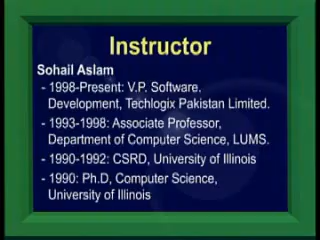 Instructor
Sohail Aslam
- 1998-Present: V.P. Software.
Development, Techlogix Pakistan Limited.
- 1993-1998: Associate Professor,
Department of Computer Science, LUMS.
- 1990-1992: CSRD, University of Illinois
- 1990: Ph.D, Computer Science,
University of Illinois